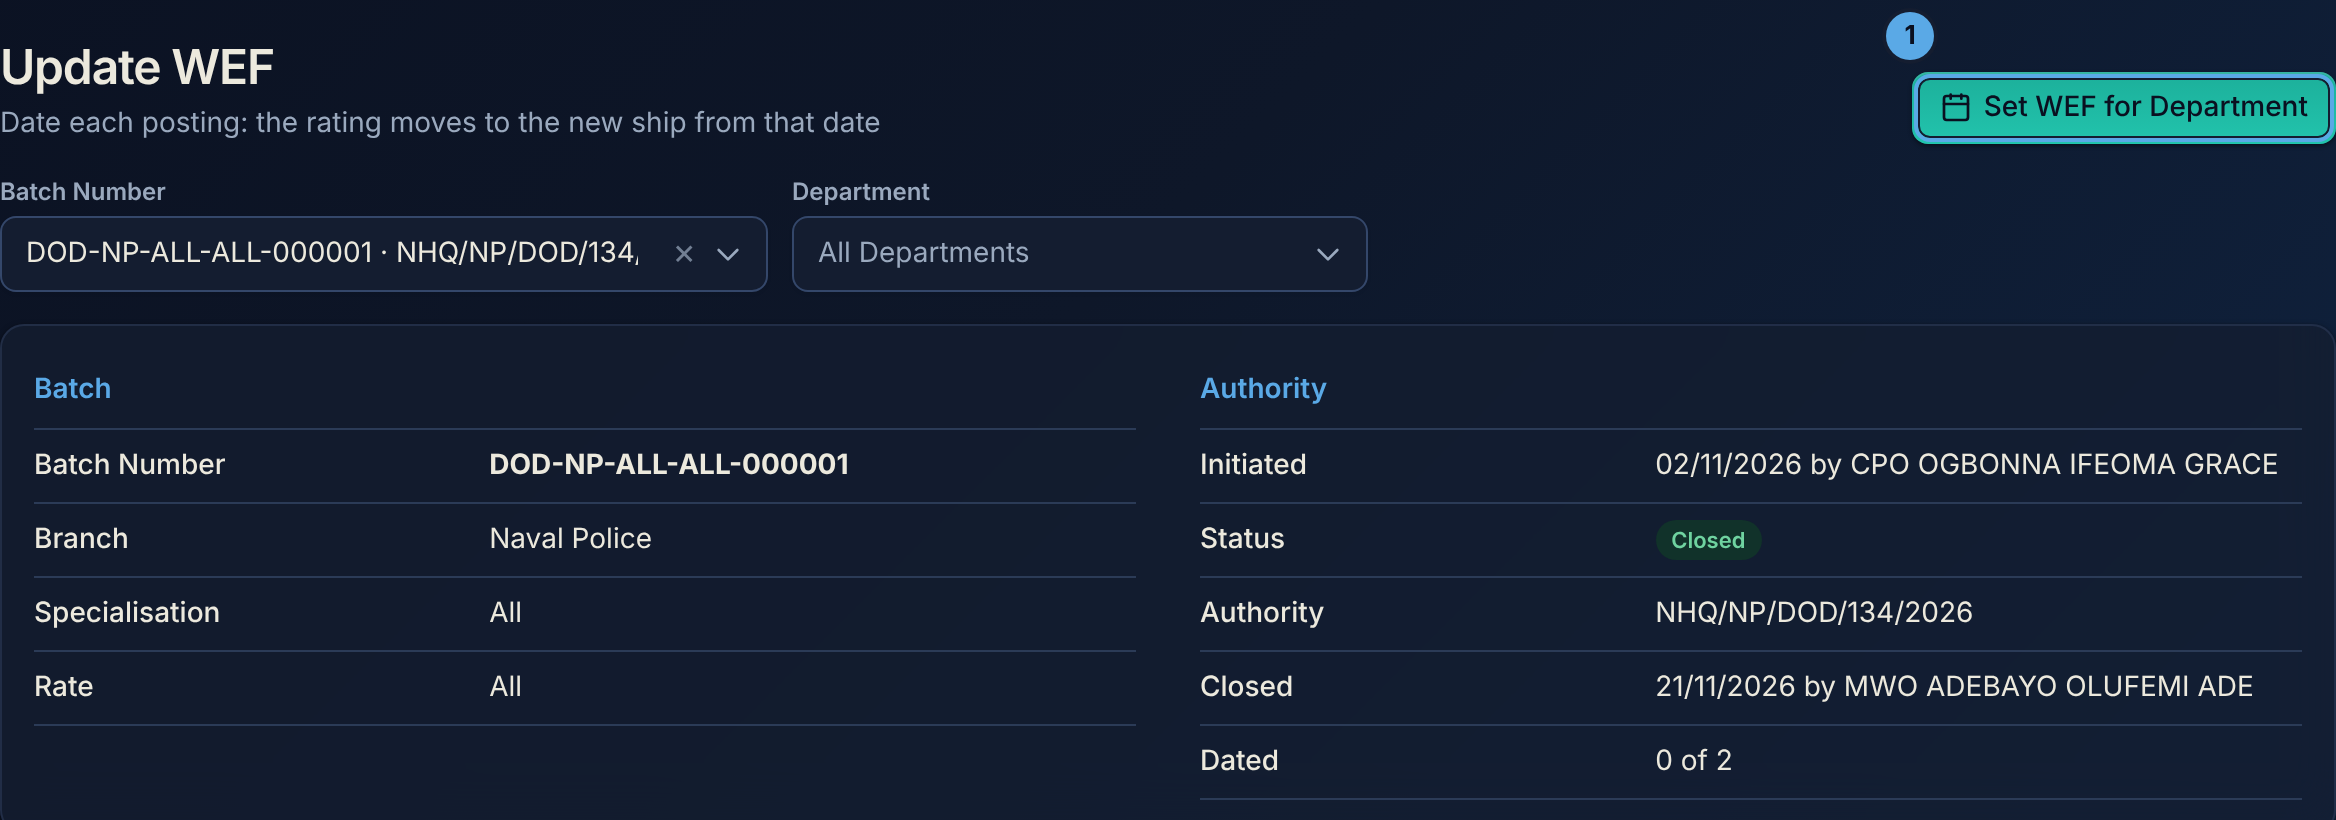 1
Update WEF
Set WEF for Department
Date each posting: the rating moves to the new ship from that date
Batch Number
Department
DOD-NP-ALL-ALL-000001 · NHQ/NP/DOD/134/
All Departments
Batch
Authority
Batch Number DOD-NP-ALL-ALL-000001
Initiated 02/11/2026 by CPO OGBONNA IFEOMA GRACE
Branch Naval Police
Status Closed
Specialisation All
Authority NHQ/NP/DOD/134/2026
Rate All
Closed 21/11/2026 by MWO ADEBAYO OLUFEMI ADE
Dated 0 of 2